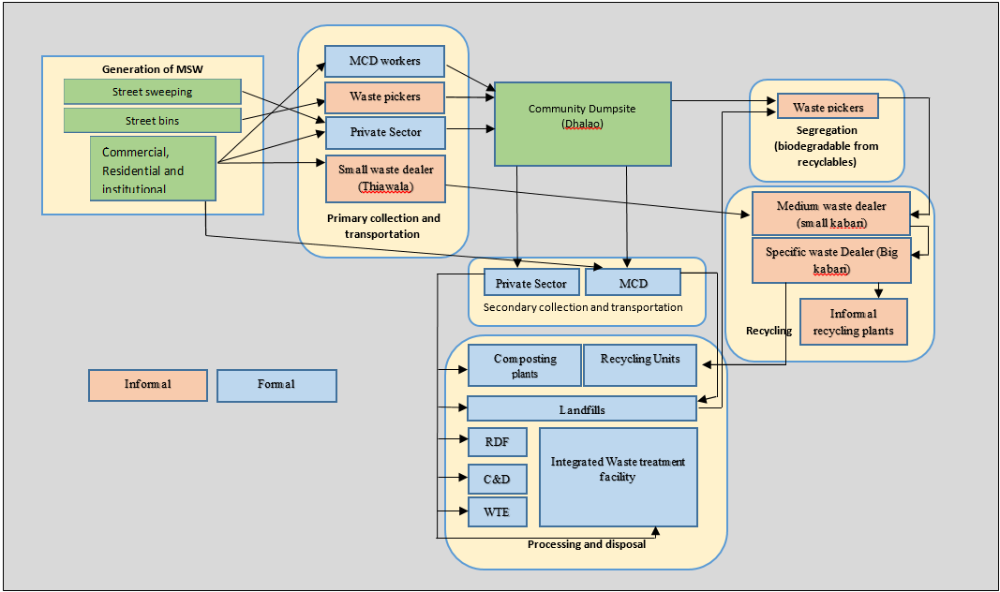 Generation of MSW
Street sweeping
Street bins
Commercial,
Residential and
institutional
MCD workers
Waste pickers
Private Sector
Small waste dealer
(Thiawala)
Primary collection and
transportation
Community Dumpsite
(Dhalao)
Waste pickers
Segregation
(biodegradable from
recyclables)
Medium waste dealer
(small kabari)
Specific waste Dealer (Big
kabari)
Informal
recycling plants
Recycling
Private Sector
MCD
Secondary collection and transportation
Composting
plants
Recycling Units
Landfills
RDF
C&D
WTE
Integrated Waste treatment
facility
Processing and disposal
Informal
Formal